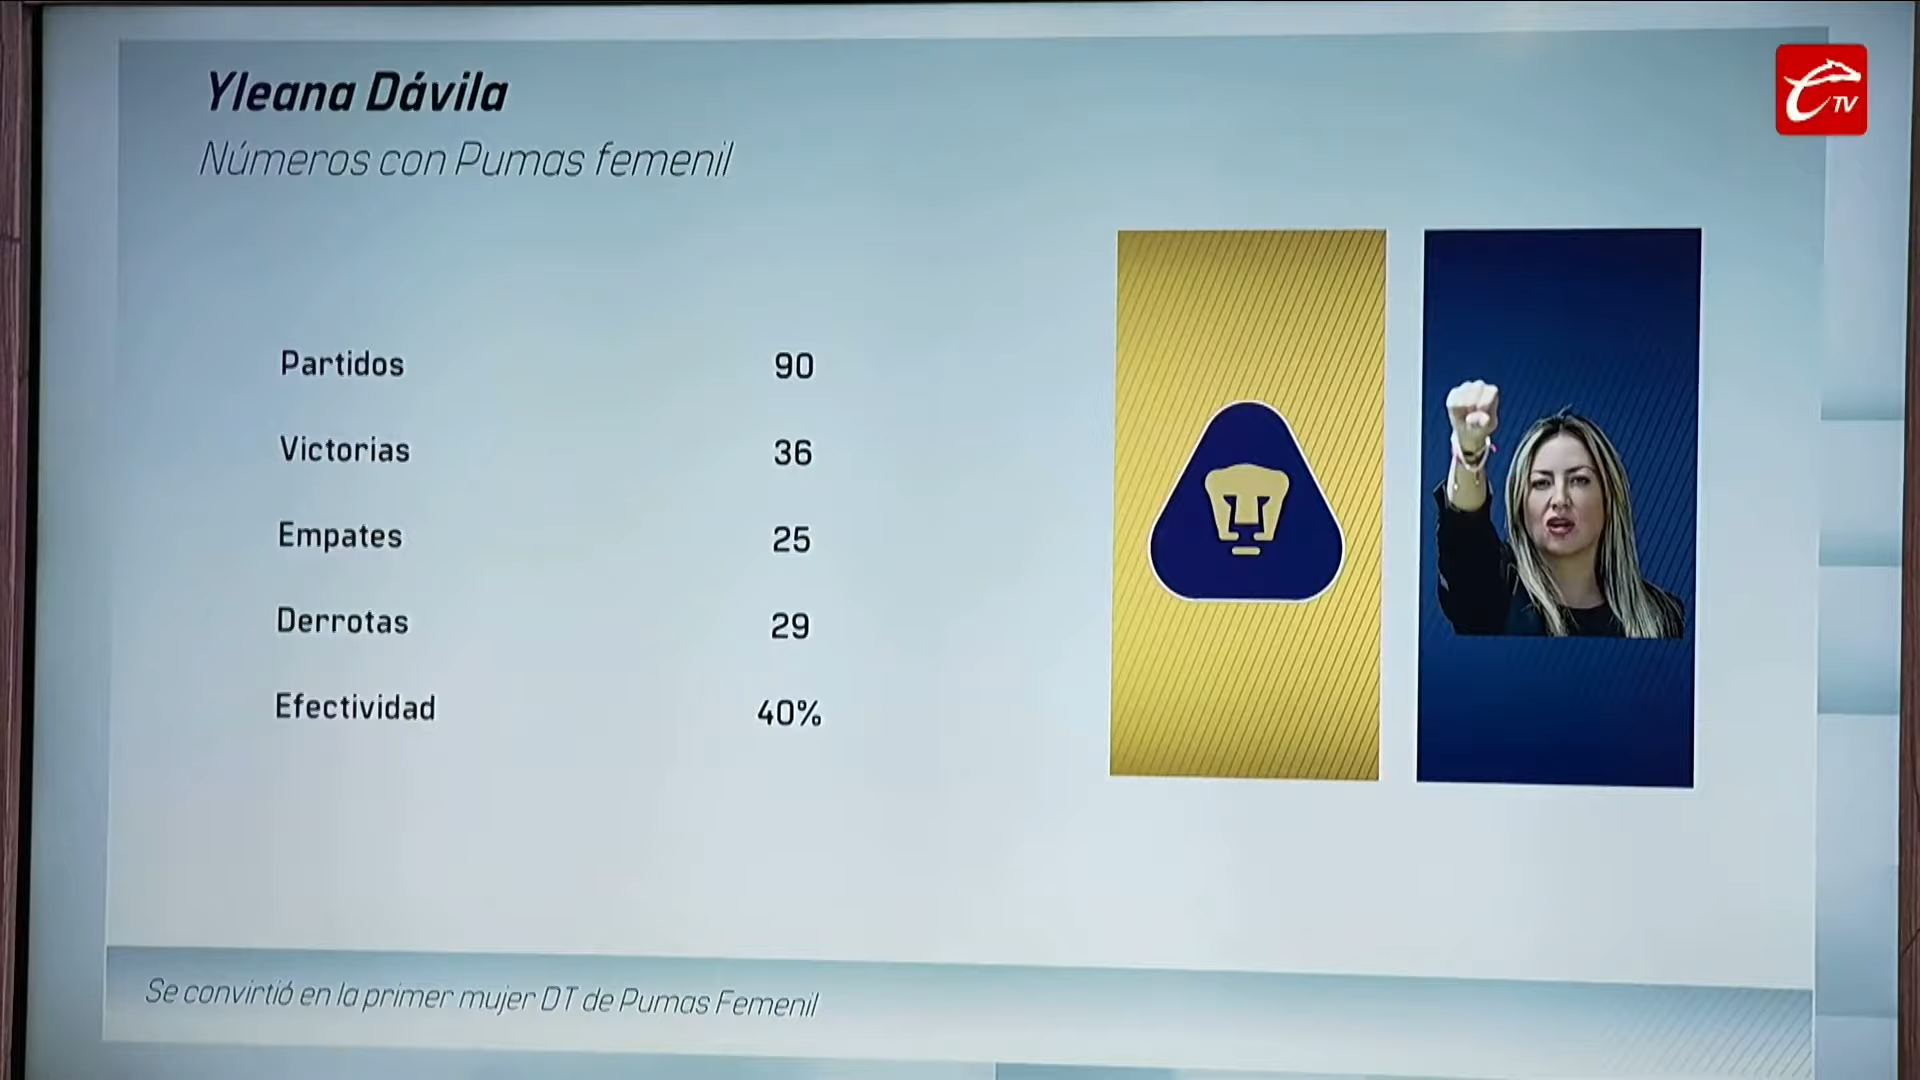 Yleana Dávila
Números con Pumas femenil
TV
Partidos 90
Victorias 36
Empates 25
Derrotas 29
Efectividad 40%
Se convirtió en la primer mujer DT de Pumas Femenil